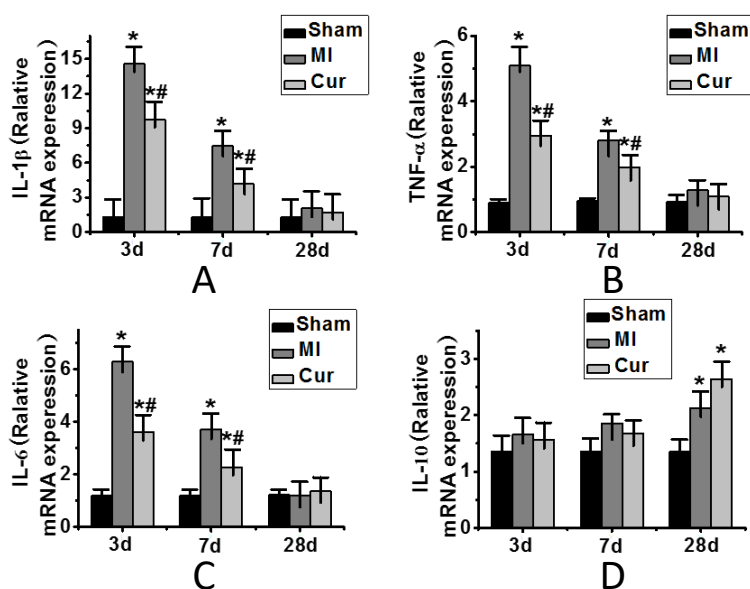 IL-1β (Ralative
mRNA experession)
15
12
9
6
3
0
*
*#
*
*#
Sham
MI
Cur
3d 7d 28d
A
TNF-α (Ralative
mRNA experession)
6
4
2
0
*
*#
*
*#
Sham
MI
Cur
3d 7d 28d
B
IL-6 (Ralative
mRNA experession)
6
4
2
0
*
*#
*
*#
Sham
MI
Cur
3d 7d 28d
C
IL-10 (Ralative
mRNA experession)
3
2
1
0
*
*
Sham
MI
Cur
3d 7d 28d
D